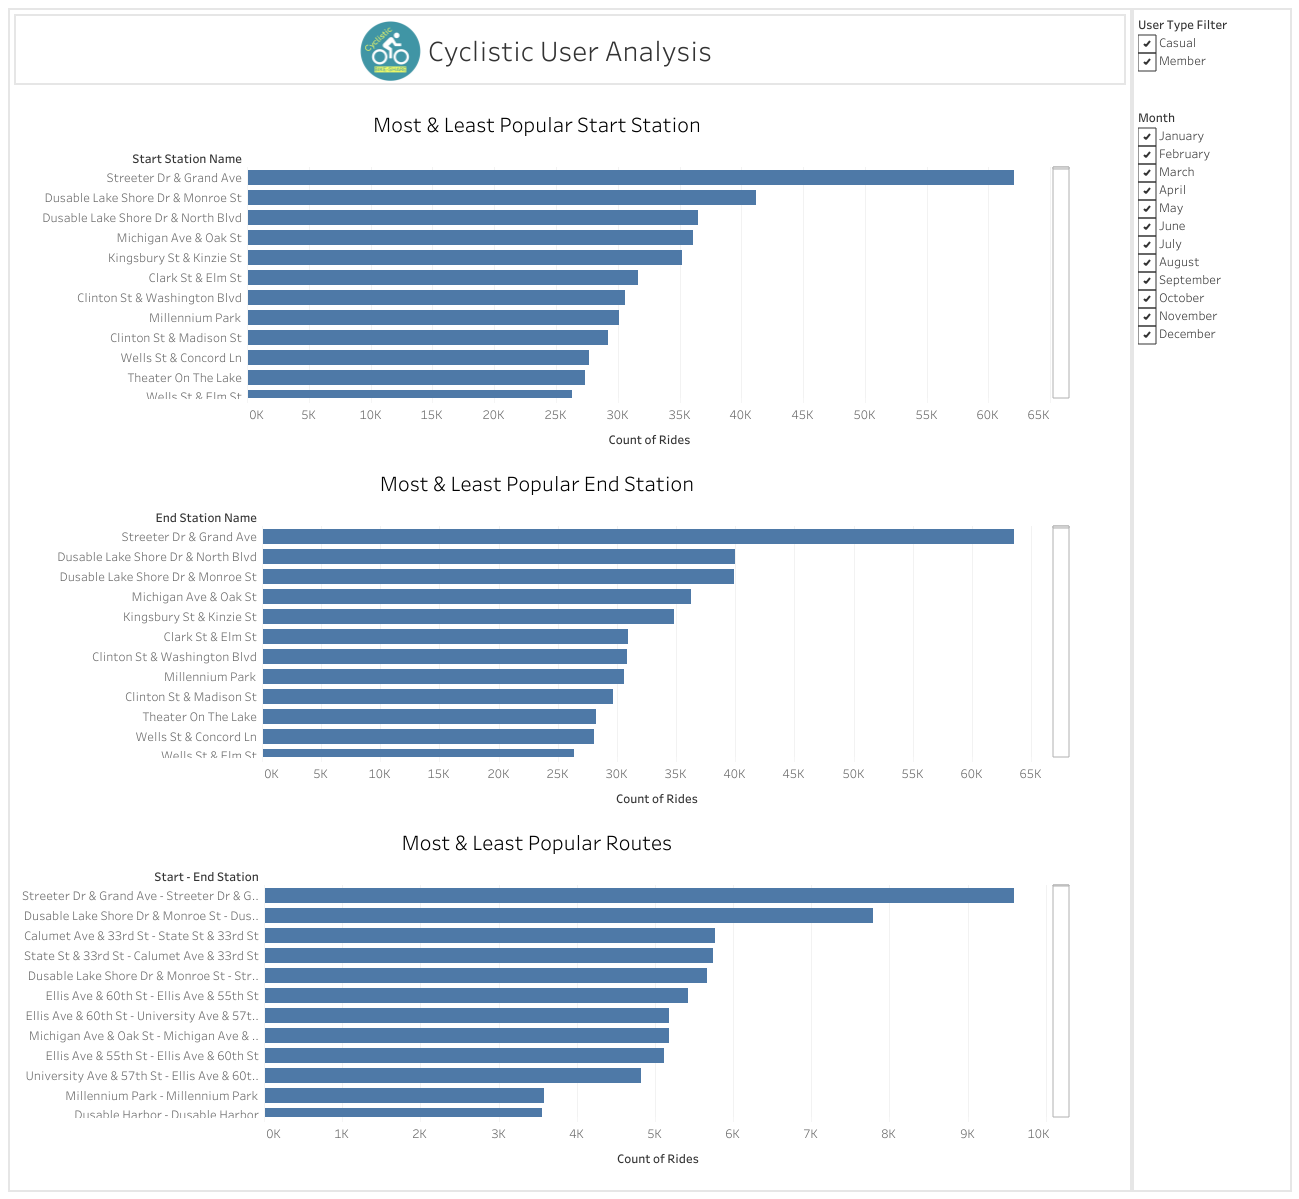 Cyclistic
Cyclistic User Analysis
User Type Filter
Casual
Member
Month
January
February
March
April
May
June
July
August
September
October
November
December
Most & Least Popular Start Station
Start Station Name
Streeter Dr & Grand Ave
Dusable Lake Shore Dr & Monroe St
Dusable Lake Shore Dr & North Blvd
Michigan Ave & Oak St
Kingsbury St & Kinzie St
Clark St & Elm St
Clinton St & Washington Blvd
Millennium Park
Clinton St & Madison St
Wells St & Concord Ln
Theater On The Lake
Wells St & Elm St
0K 5K 10K 15K 20K 25K 30K 35K 40K 45K 50K 55K 60K 65K
Count of Rides
Most & Least Popular End Station
End Station Name
Streeter Dr & Grand Ave
Dusable Lake Shore Dr & North Blvd
Dusable Lake Shore Dr & Monroe St
Michigan Ave & Oak St
Kingsbury St & Kinzie St
Clark St & Elm St
Clinton St & Washington Blvd
Millennium Park
Clinton St & Madison St
Theater On The Lake
Wells St & Concord Ln
Wells St & Elm St
0K 5K 10K 15K 20K 25K 30K 35K 40K 45K 50K 55K 60K 65K
Count of Rides
Most & Least Popular Routes
Start - End Station
Streeter Dr & Grand Ave - Streeter Dr & G..
Dusable Lake Shore Dr & Monroe St - Dus..
Calumet Ave & 33rd St - State St & 33rd St
State St & 33rd St - Calumet Ave & 33rd St
Dusable Lake Shore Dr & Monroe St - Str..
Ellis Ave & 60th St - Ellis Ave & 55th St
Ellis Ave & 60th St - University Ave & 57t..
Michigan Ave & Oak St - Michigan Ave & ..
Ellis Ave & 55th St - Ellis Ave & 60th St
University Ave & 57th St - Ellis Ave & 60t..
Millennium Park - Millennium Park
Dusable Harbor - Dusable Harbor
0K 1K 2K 3K 4K 5K 6K 7K 8K 9K 10K
Count of Rides